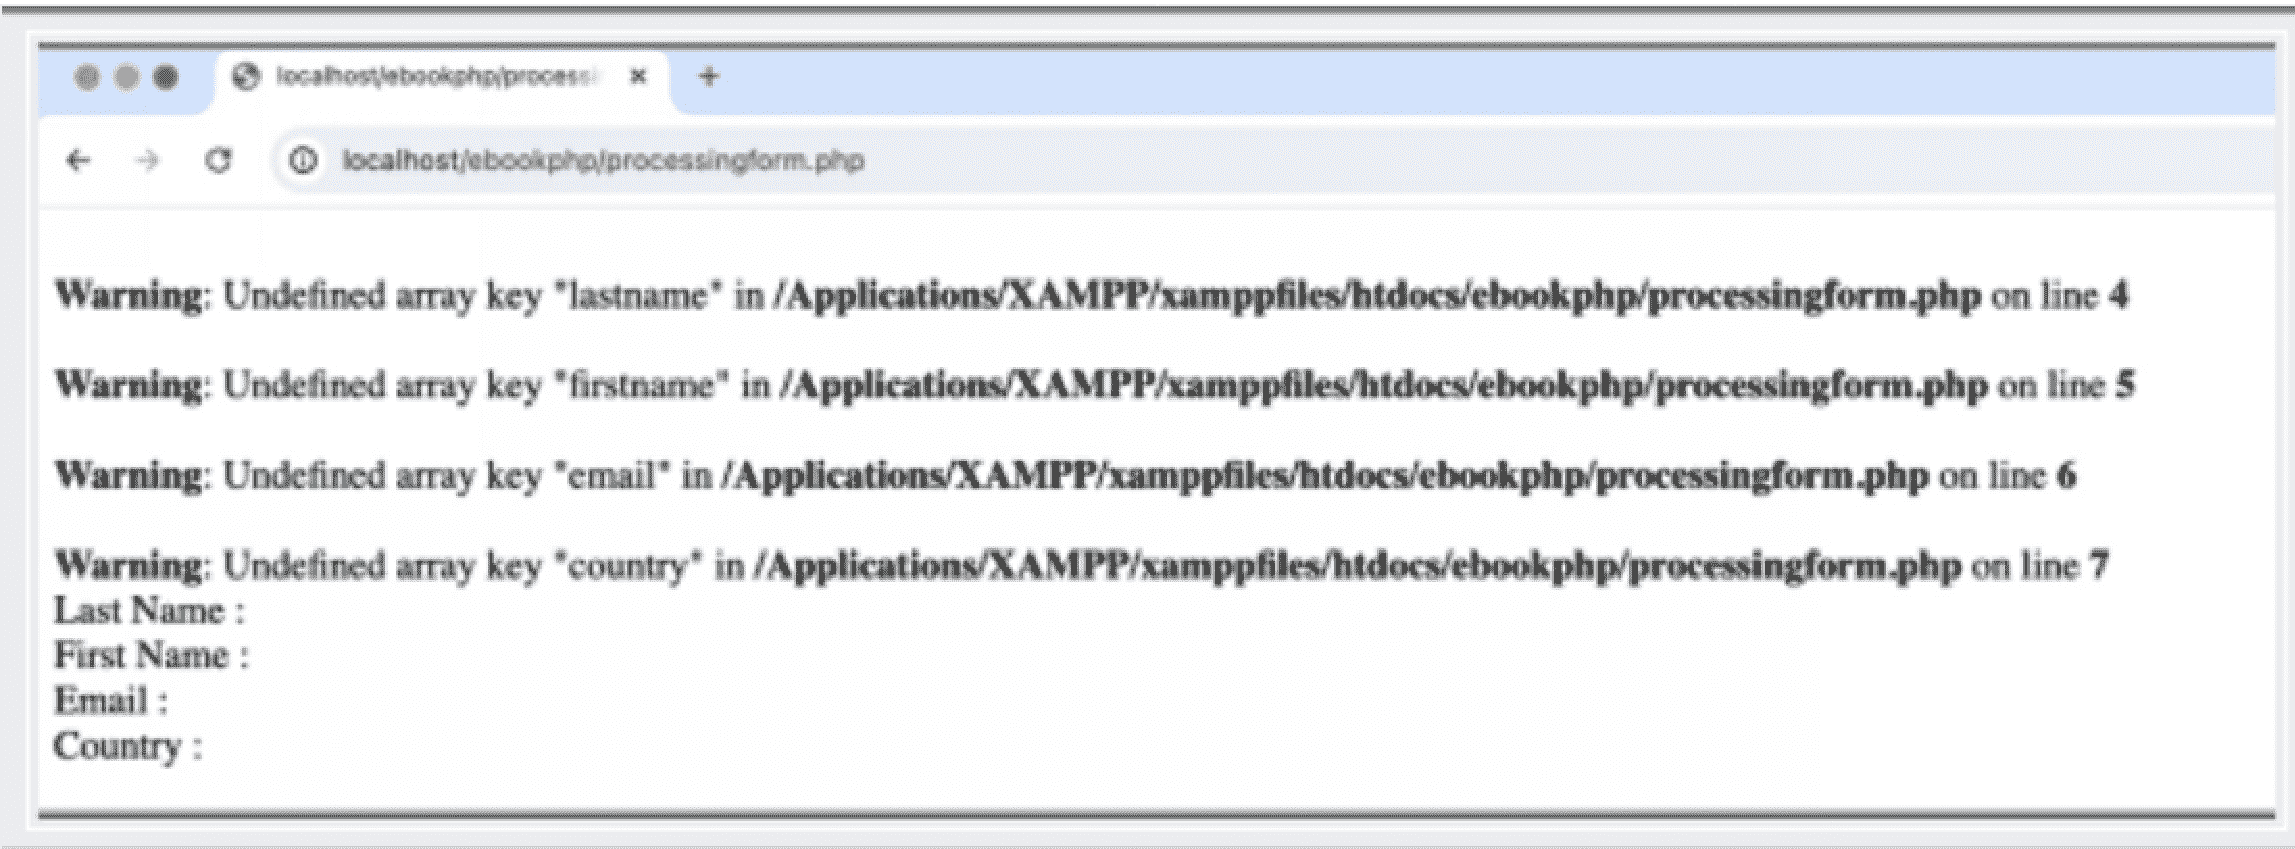 localhost/ebookphp/processi
localhost/ebookphp/processingform.php
Warning: Undefined array key "lastname" in /Applications/XAMPP/xamppfiles/htdocs/ebookphp/processingform.php on line 4
Warning: Undefined array key "firstname" in /Applications/XAMPP/xamppfiles/htdocs/ebookphp/processingform.php on line 5
Warning: Undefined array key "email" in /Applications/XAMPP/xamppfiles/htdocs/ebookphp/processingform.php on line 6
Warning: Undefined array key "country" in /Applications/XAMPP/xamppfiles/htdocs/ebookphp/processingform.php on line 7
Last Name :
First Name :
Email :
Country :